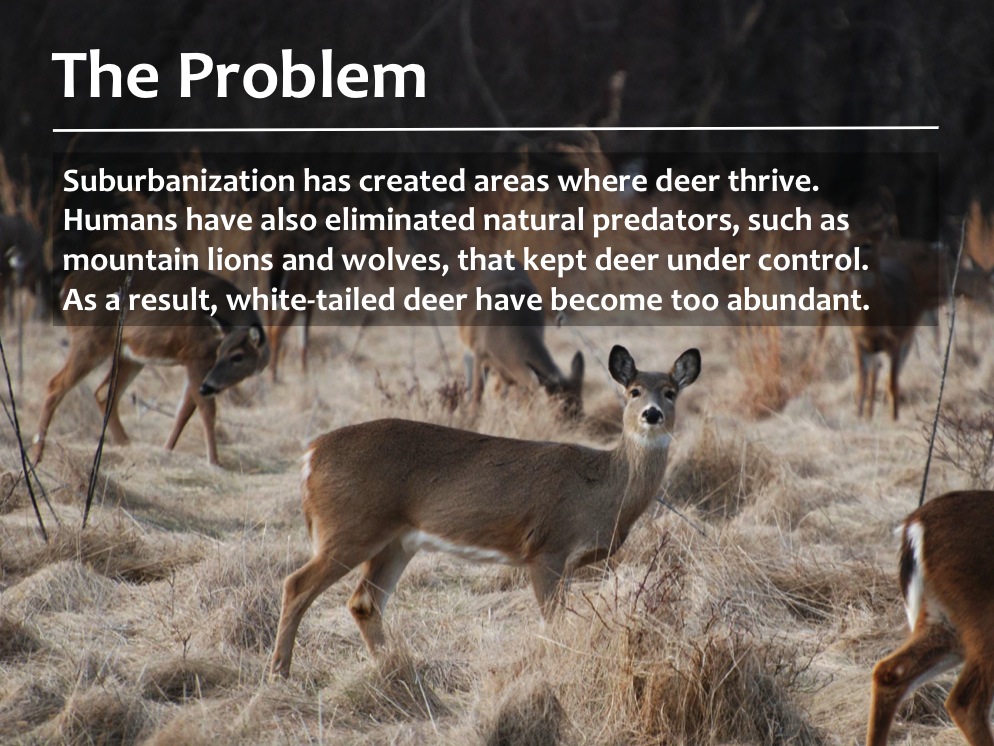 The Problem
Suburbanization has created areas where deer thrive.
Humans have also eliminated natural predators, such as
mountain lions and wolves, that kept deer under control.
As a result, white-tailed deer have become too abundant.